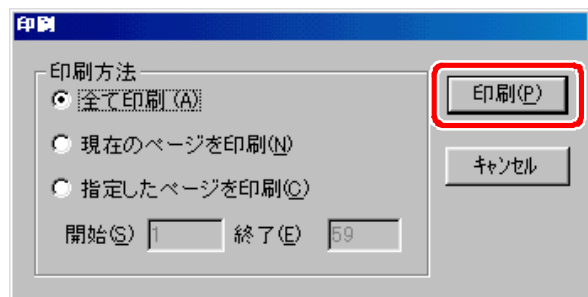 印刷
印刷方法
全て印刷(A)
現在のページを印刷(N)
指定したページを印刷(C)
開始(S) 1 終了(E) 59
印刷(P)
キャンセル